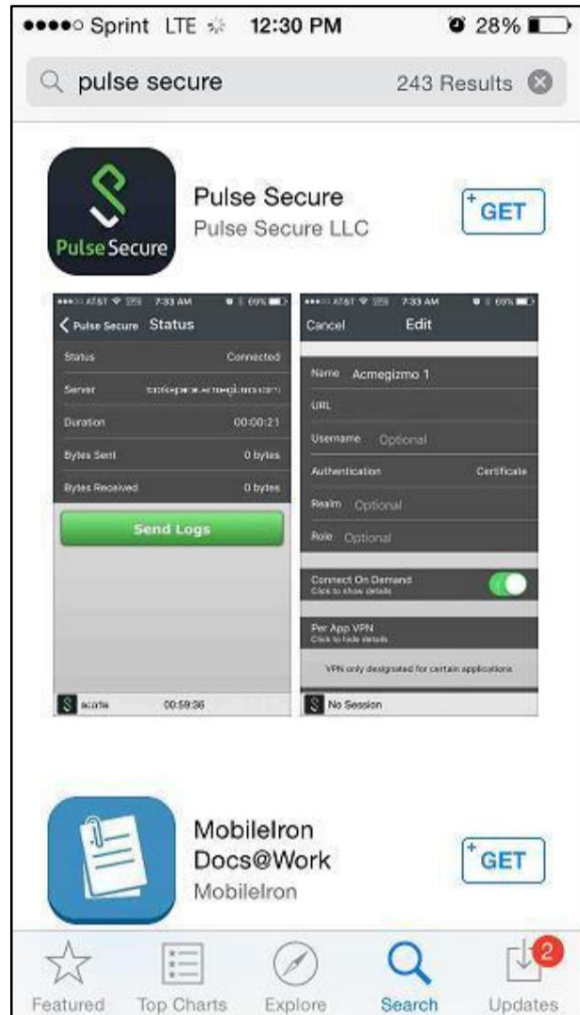 Sprint LTE 12:30 PM 28%
pulse secure 243 Results
Pulse Secure
Pulse Secure LLC
+ GET
Pulse Secure
AT&T 7:33 AM 69%
Pulse Secure Status
Status Connected
Server
Duration 00:00:21
Bytes Sent 0 bytes
Bytes Received 0 bytes
Send Logs
00:59:36
AT&T 7:33 AM 69%
Cancel Edit
Name Acmegizmo 1
URL
Username Optional
Authentication Certificate
Realm Optional
Role Optional
Connect On Demand
Click to show details
Per App VPN
Click to hide details
VPN only designated for certain applications
No Session
MobileIron
Docs@Work
MobileIron
+ GET
2
Featured Top Charts Explore Search Updates